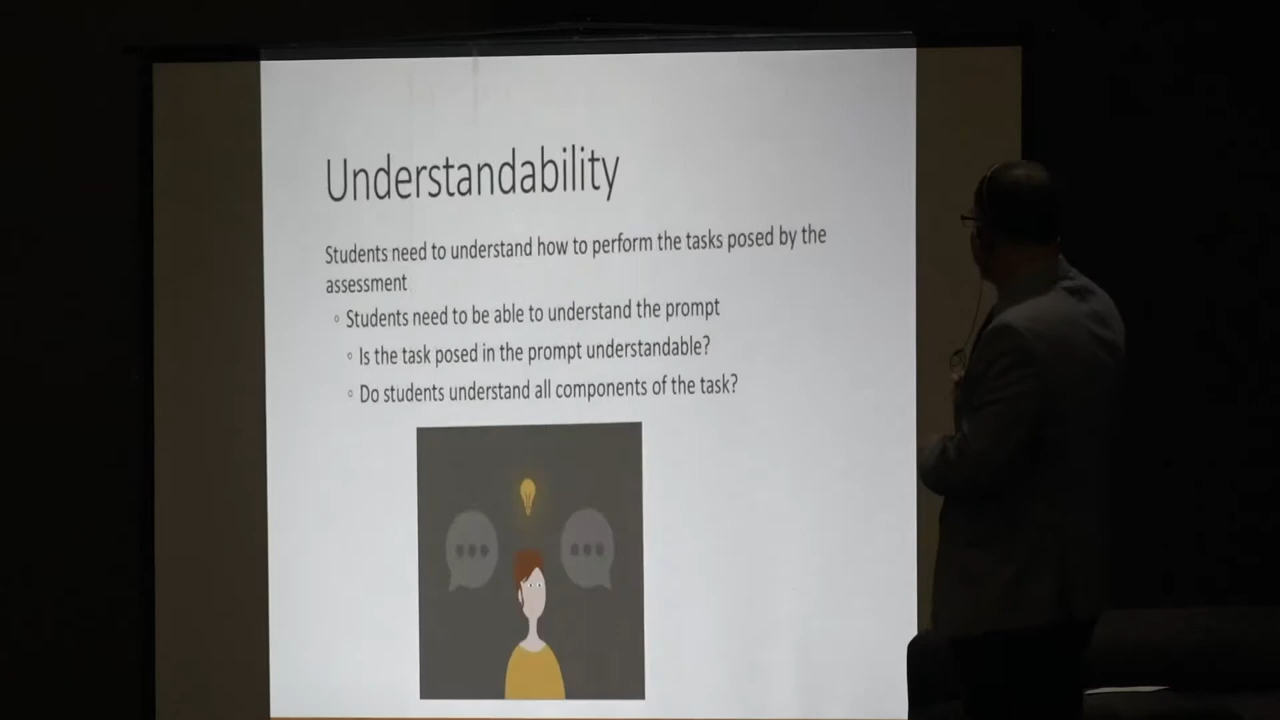 Understandability
Students need to understand how to perform the tasks posed by the
assessment
◦ Students need to be able to understand the prompt
◦ Is the task posed in the prompt understandable?
◦ Do students understand all components of the task?